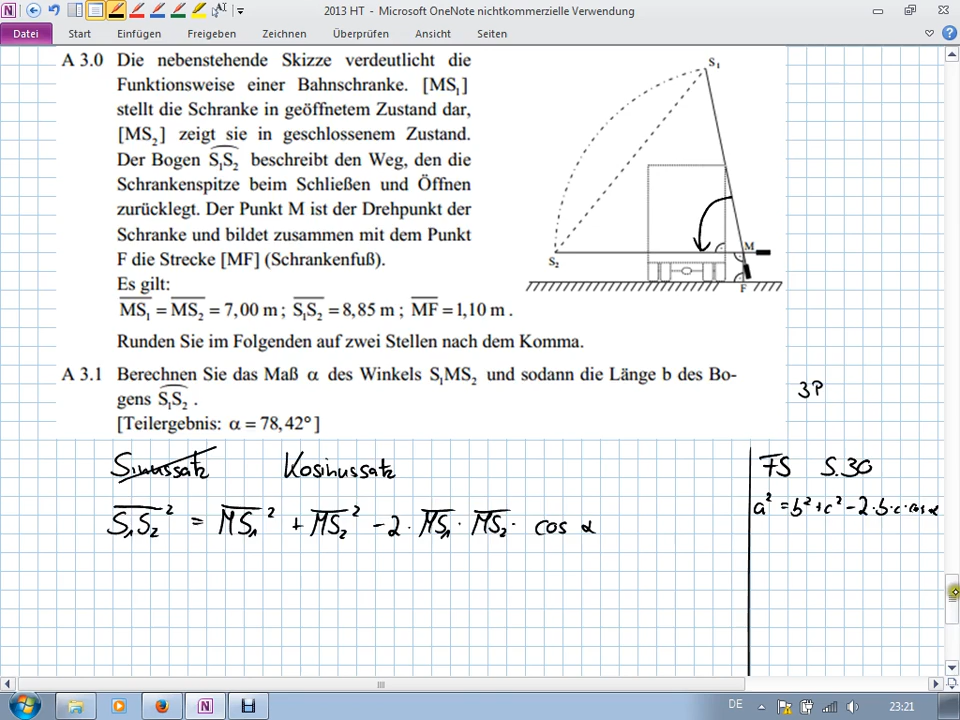 2013 HT - Microsoft OneNote nichtkommerzielle Verwendung
Datei Start Einfügen Freigeben Zeichnen Überprüfen Ansicht Seiten
A 3.0 Die nebenstehende Skizze verdeutlicht die
Funktionsweise einer Bahnschranke. [MS₁]
stellt die Schranke in geöffnetem Zustand dar,
[MS₂] zeigt sie in geschlossenem Zustand.
Der Bogen S₁S₂ beschreibt den Weg, den die
Schrankenspitze beim Schließen und Öffnen
zurücklegt. Der Punkt M ist der Drehpunkt der
Schranke und bildet zusammen mit dem Punkt
F die Strecke [MF] (Schrankenfuß).
Es gilt:
MS₁ = MS₂ = 7,00 m ; S₁S₂ = 8,85 m ; MF = 1,10 m .
Runden Sie im Folgenden auf zwei Stellen nach dem Komma.
S₁
S₂
M
F
A 3.1 Berechnen Sie das Maß α des Winkels S₁MS₂ und sodann die Länge b des Bo-
gens S₁S₂ .
[Teilergebnis: α = 78,42° ]
3P
Sinussatz Kosinussatz
S₁S₂² = MS₁² + MS₂² - 2 · MS₁ · MS₂ · cos α
FS S.30
a² = b² + c² - 2·b·c·cos α
DE
23:21